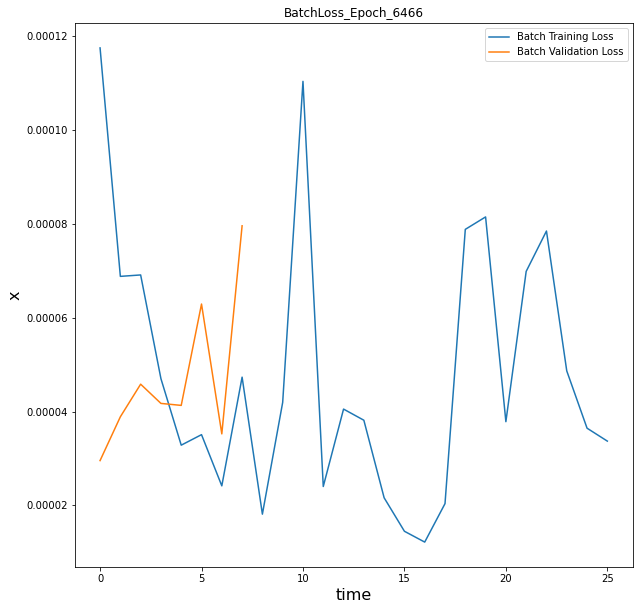 BatchLoss_Epoch_6466
Batch Training Loss
Batch Validation Loss
0.00012
0.00010
0.00008
0.00006
0.00004
0.00002
x
0 5 10 15 20 25
time